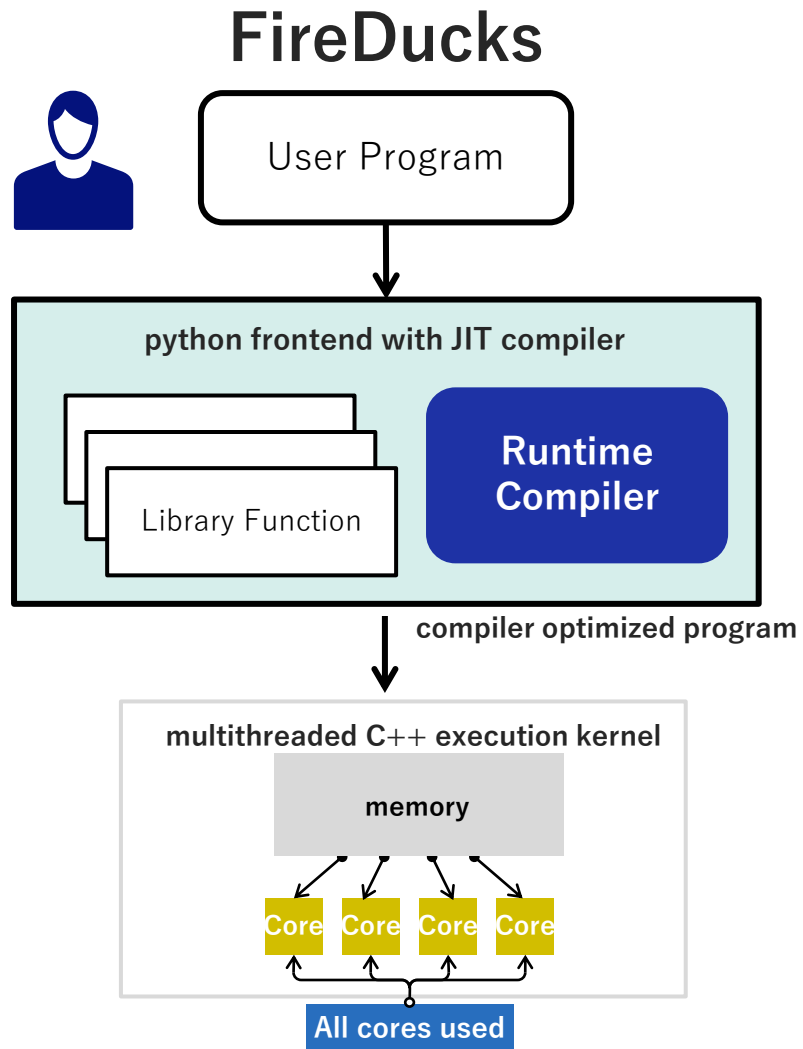 FireDucks
User Program
python frontend with JIT compiler
Library Function
Runtime
Compiler
compiler optimized program
multithreaded C++ execution kernel
memory
Core Core Core Core
All cores used